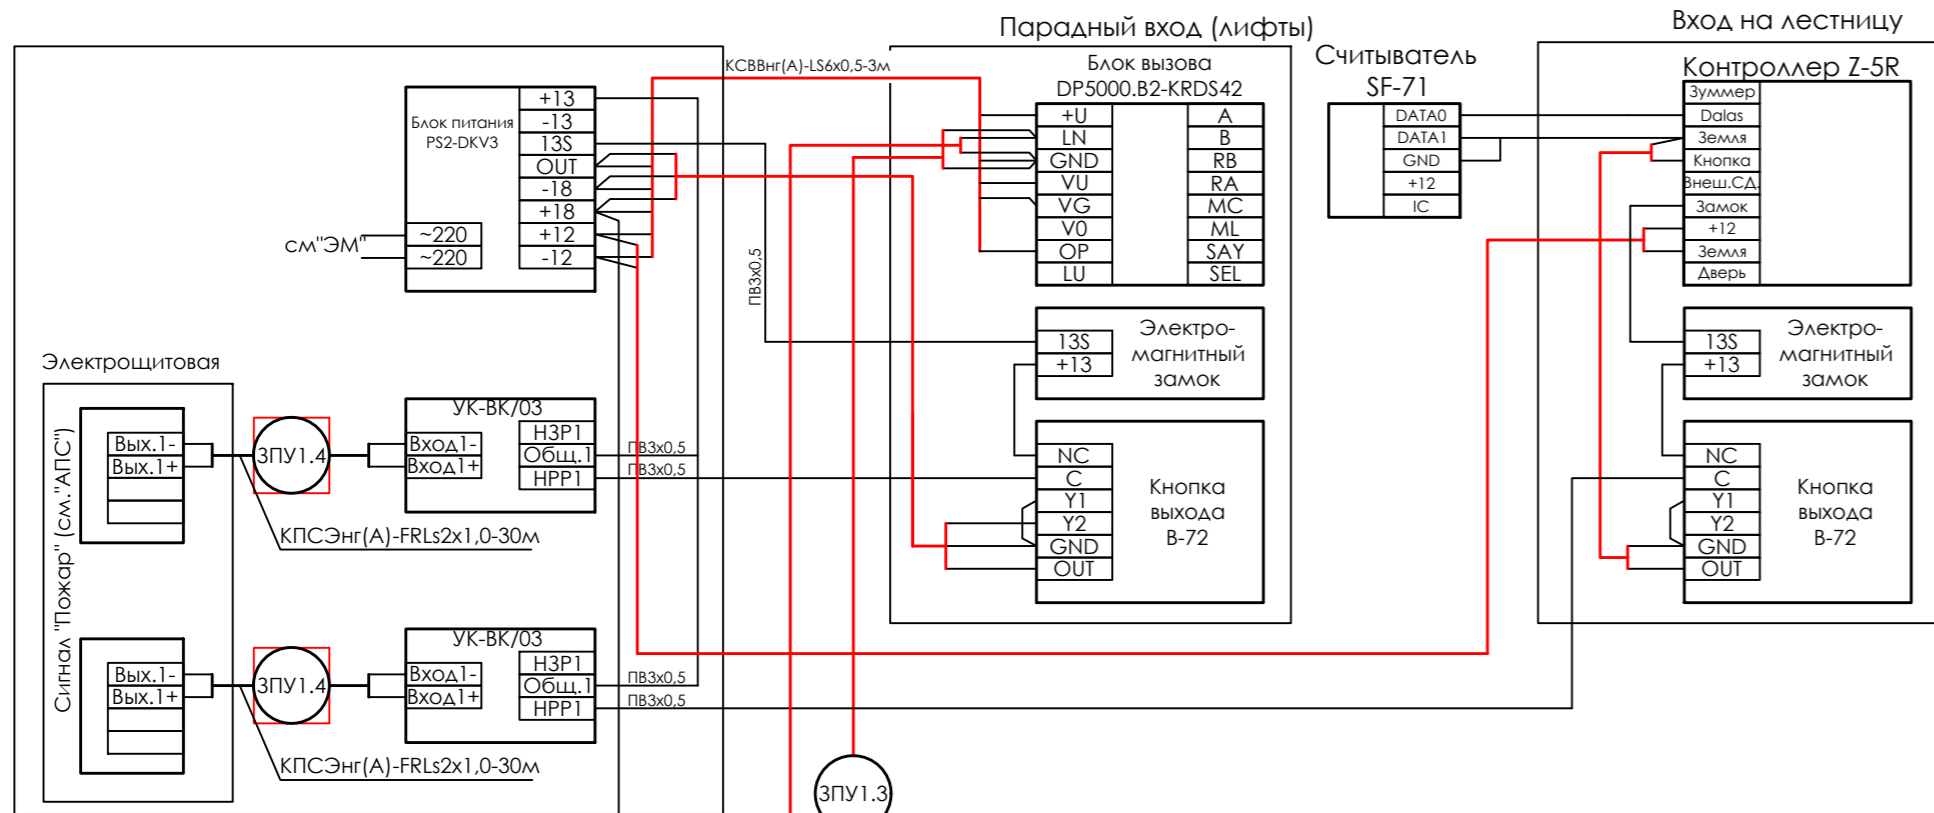 Парадный вход (лифты)
Вход на лестницу
КСВВнг(А)-LS6х0,5-3м
Блок питания
PS2-DKV3
+13
-13
13S
OUT
-18
+18
+12
-12
~220
~220
см"ЭМ"
ПВ3х0,5
Блок вызова
DP5000.B2-KRDS42
+U
LN
GND
VU
VG
V0
OP
LU
A
B
RB
RA
MC
ML
SAY
SEL
Считыватель
SF-71
DATA0
DATA1
GND
+12
IC
Контроллер Z-5R
Зуммер
Dalas
Земля
Кнопка
Внеш.СД.
Замок
+12
Земля
Дверь
13S
+13
Электро-
магнитный
замок
13S
+13
Электро-
магнитный
замок
Электрощитовая
Сигнал "Пожар" (см."АПС")
Вых.1-
Вых.1+
ЗПУ1.4
КПСЭнг(А)-FRLs2х1,0-30м
УК-ВК/03
Вход1-
Вход1+
НЗР1
Общ.1
НРР1
ПВ3х0,5
ПВ3х0,5
NC
C
Y1
Y2
GND
OUT
Кнопка
выхода
В-72
NC
C
Y1
Y2
GND
OUT
Кнопка
выхода
В-72
Вых.1-
Вых.1+
ЗПУ1.4
КПСЭнг(А)-FRLs2х1,0-30м
УК-ВК/03
Вход1-
Вход1+
НЗР1
Общ.1
НРР1
ПВ3х0,5
ПВ3х0,5
ЗПУ1.3